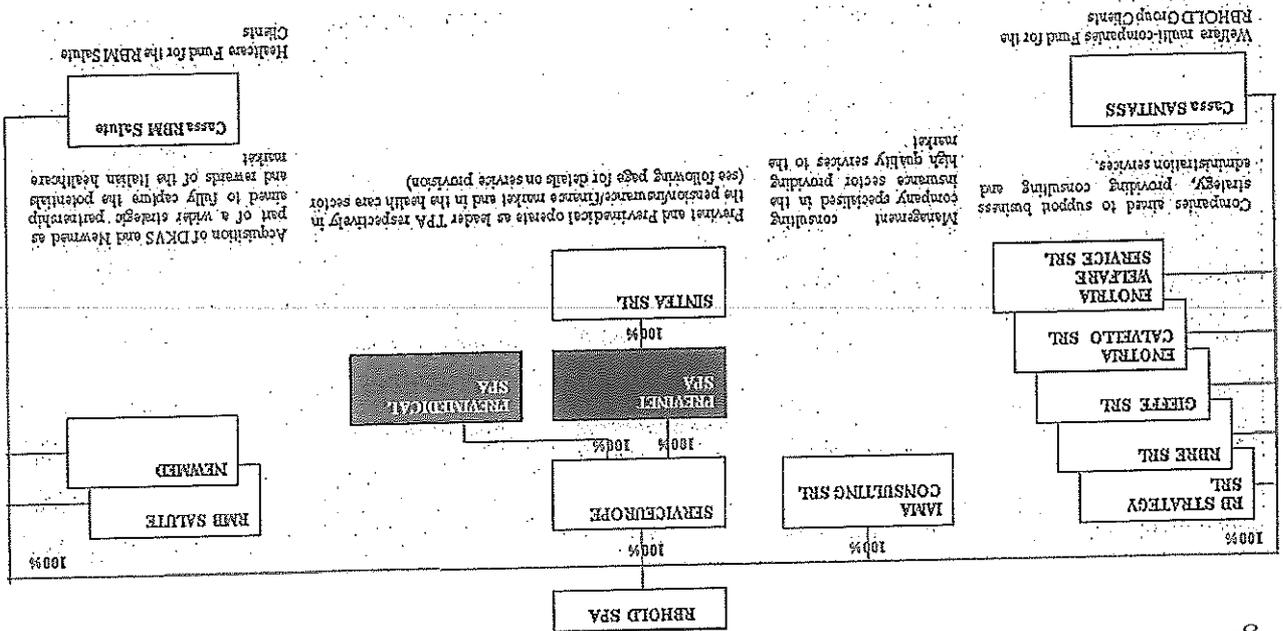 RBHOLD SPA
100%
100%
100%
100%
RB STRATEGY
SRL
RBRE SRL
GIEFFE SRL
ENOTRIA
CALVELLO SRL
ENOTRIA
WELFARE
SERVICE SRL
IAMA
CONSULTING SRL
SERVICEUROPE
100%
100%
PREVINET
SPA
PREVIMEDICAL
SPA
100%
SINTEA SRL
RMB SALUTE
NEWMED
Companies aimed to support business
strategy, providing consulting and
administration services.
Management consulting
company specialised in the
insurance sector providing
high quality services to the
market
Previnet and Previmedical operate as leader TPA respectively in
the pension/insurance/finance market and in the health care sector
(see following page for details on service provision)
Acquisition of DKVS and Newmed as
part of a wider strategic partnership
aimed to fully capture the potentials
and rewards of the Italian healthcare
market
Cassa SANITASS
Welfare multi-companies Fund for the
RBHOLD Group Clients
Cassa RBM Salute
Healtcare Fund for the RBM Salute
Clients